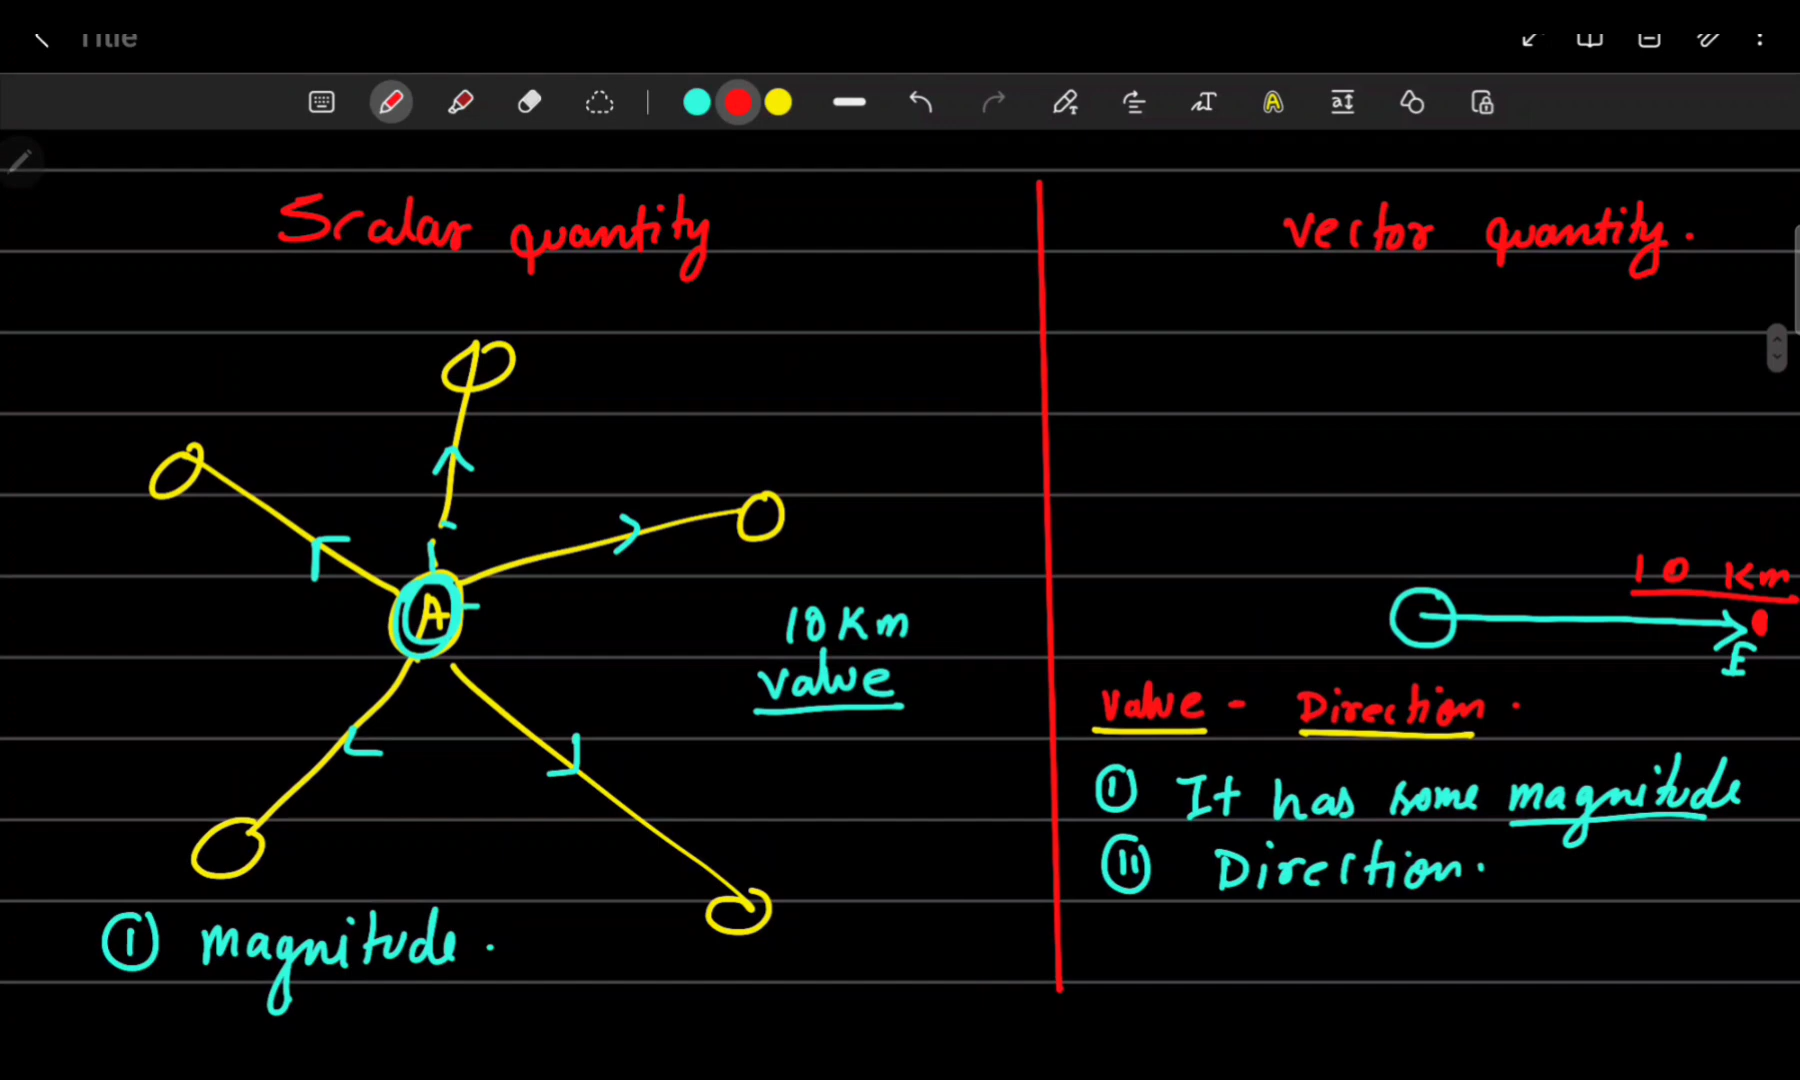 Title
Scalar quantity
vector quantity.
A
10 Km
value
10 Km
E
Value - Direction.
① It has some magnitude
② Direction.
① magnitude.